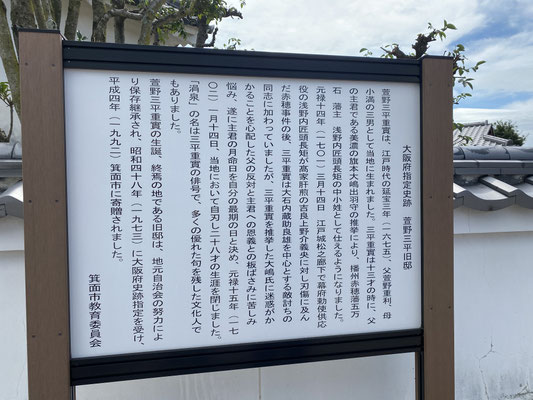 大阪府指定史跡　萱野三平旧邸
萱野三平重實は、江戸時代の延宝三年（一六七五）、父萱野重利、母
小満の三男として当地に生まれました。三平重實は十三才の時に、父
の主君である美濃の旗本大嶋出羽守の推挙により、播州赤穂藩五万
石　藩主　浅野内匠頭長矩の中小姓として仕えるようになりました。
元禄十四年（一七〇一）三月十四日　江戸城松之廊下で幕府勅使供応
役の浅野内匠頭長矩が高家肝煎の吉良上野介義央に対し刃傷に及ん
だ赤穂事件の後、三平重實は大石内蔵助良雄を中心とする敵討ちの
同志に加わっていましたが、三平重實を推挙した大嶋氏に迷惑がか
かることを心配した父の反対と主君への恩義との板ばさみに苦しみ
悩み、遂に主君の月命日を自分の最期の日と決め、元禄十五年（一七
〇二）一月十四日、当地において自刃し二十八才の生涯を閉じました。
「涓泉」の名は三平重實の俳号で、多くの優れた句を残した文化人で
もありました。
萱野三平重實の生誕、終焉の地である旧邸は、地元自治会の努力によ
り保存継承され、昭和四十八年（一九七三）に大阪府史跡指定を受け、
平成四年（一九九二）箕面市に寄贈されました。
箕面市教育委員会